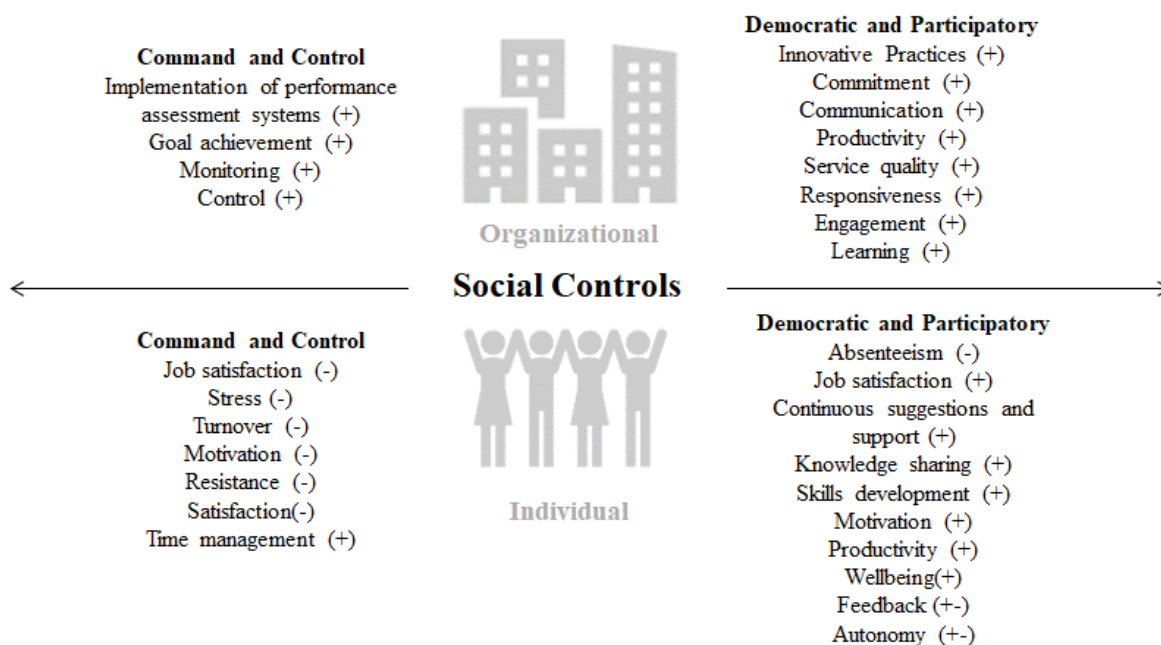 Command and Control
Implementation of performance
assessment systems (+)
Goal achievement (+)
Monitoring (+)
Control (+)
Organizational
Democratic and Participatory
Innovative Practices (+)
Commitment (+)
Communication (+)
Productivity (+)
Service quality (+)
Responsiveness (+)
Engagement (+)
Learning (+)
Social Controls
Command and Control
Job satisfaction (-)
Stress (-)
Turnover (-)
Motivation (-)
Resistance (-)
Satisfaction(-)
Time management (+)
Individual
Democratic and Participatory
Absenteeism (-)
Job satisfaction (+)
Continuous suggestions and
support (+)
Knowledge sharing (+)
Skills development (+)
Motivation (+)
Productivity (+)
Wellbeing(+)
Feedback (+-)
Autonomy (+-)